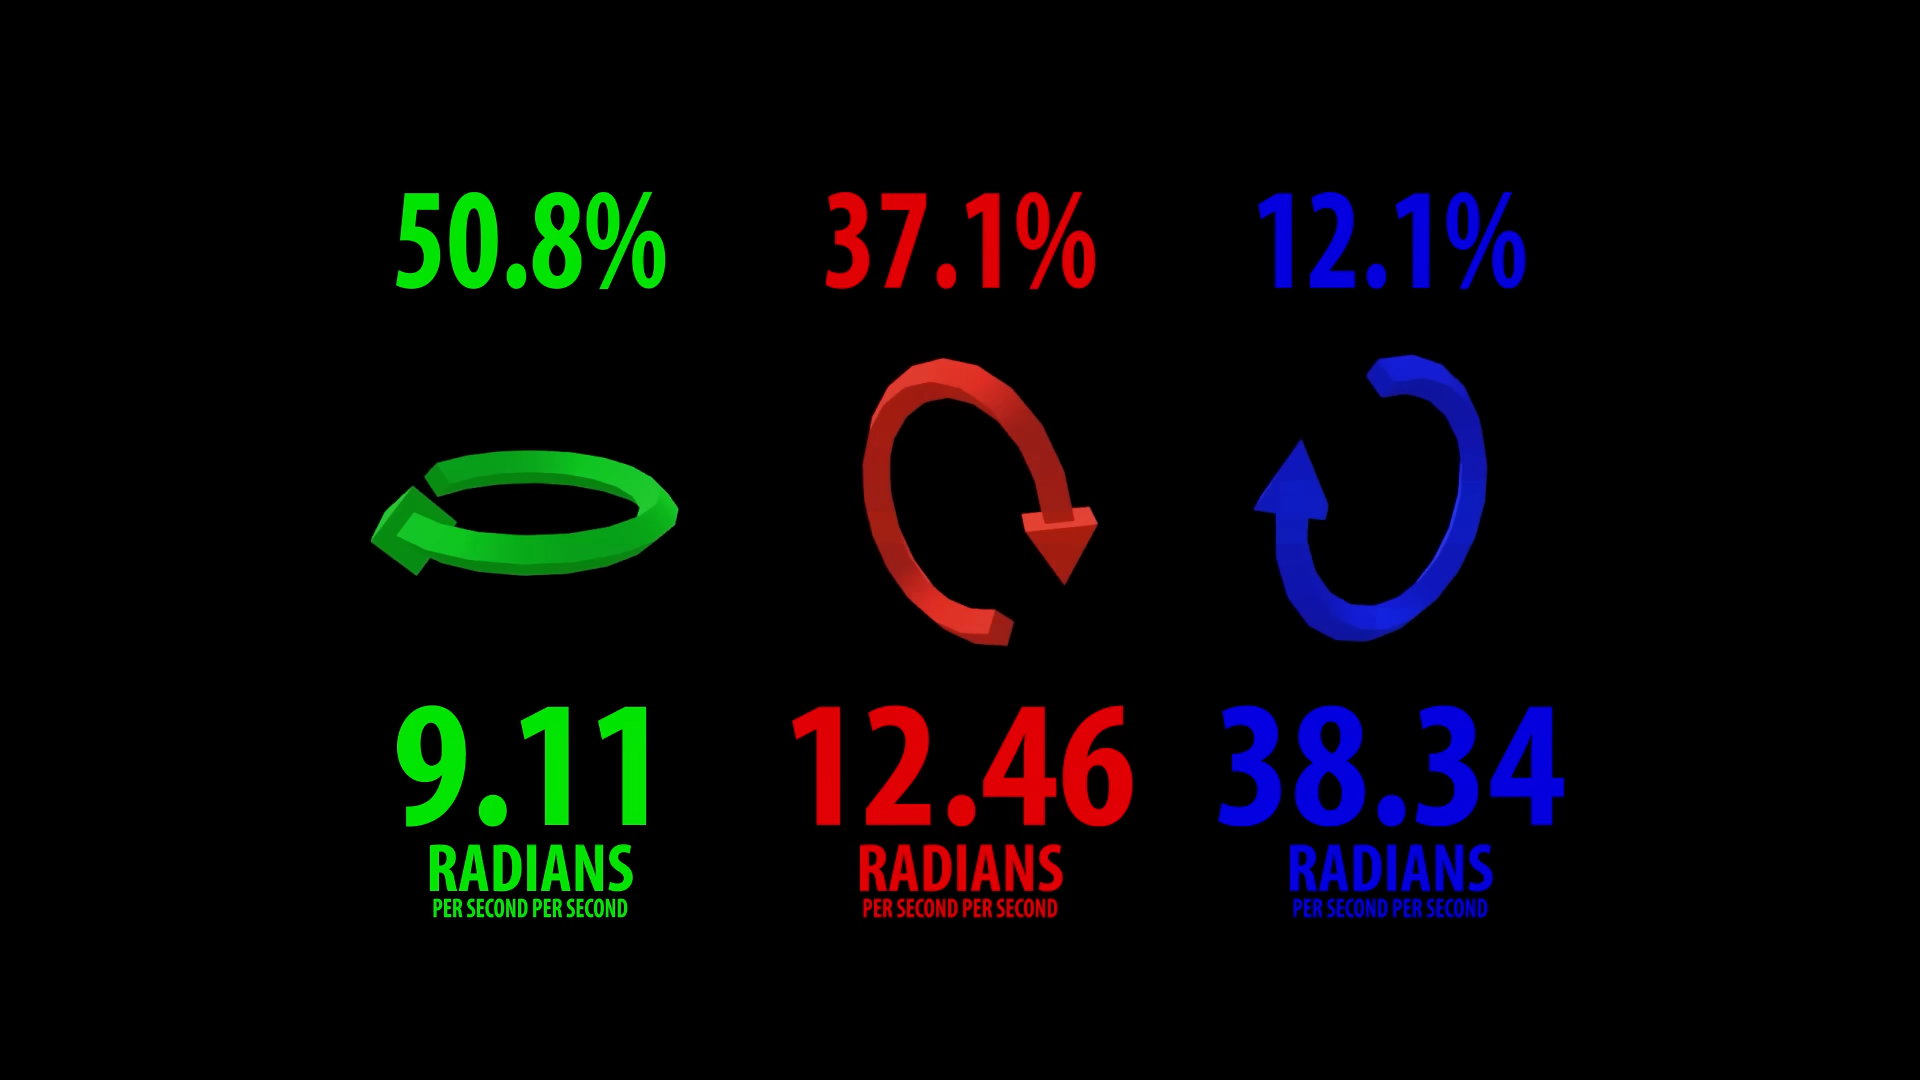 50.8% 37.1% 12.1%
9.11 12.46 38.34
RADIANS RADIANS RADIANS
PER SECOND PER SECOND PER SECOND PER SECOND PER SECOND PER SECOND